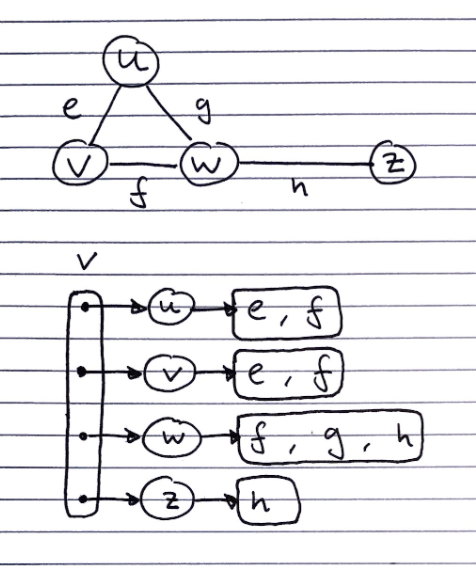 u
e g
v w z
f h
V
u e, f
v e, f
w f, g, h
z h